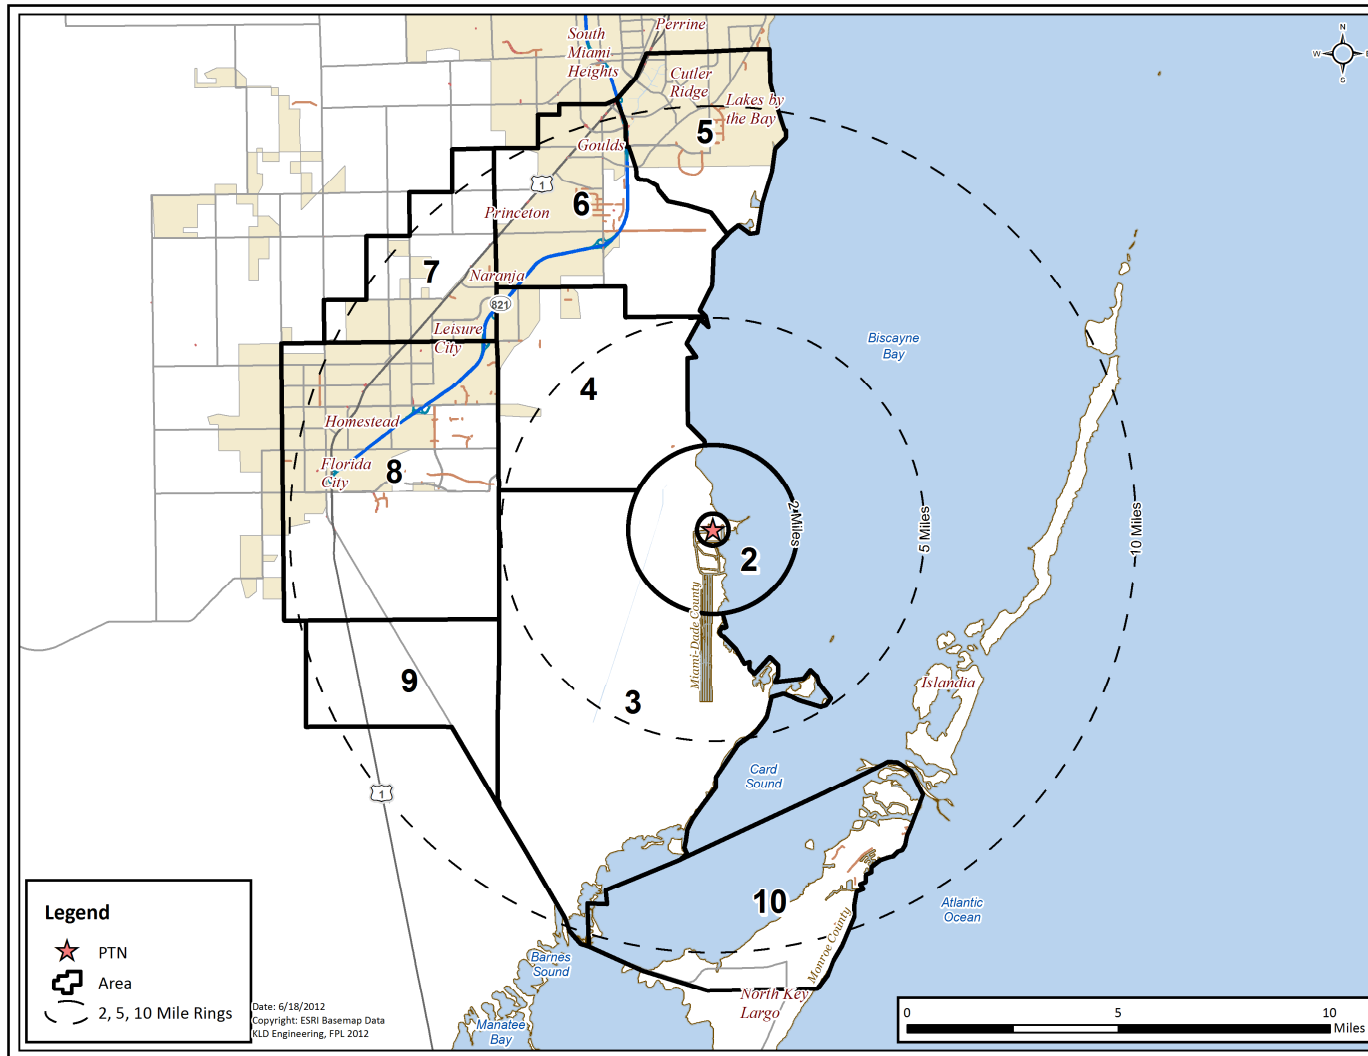 Perrine
South
Miami
Heights
N
W
E
S
Cutler
Ridge
Lakes by
the Bay
5
Goulds
1
6
Princeton
7
Naranja
821
Leisure
City
Biscayne
Bay
4
Homestead
Florida
City
8
2 Miles
5 Miles
10 Miles
2
Miami-Dade County
9
3
Islandia
Card
Sound
1
10
Atlantic
Ocean
Monroe County
Barnes
Sound
North Key
Largo
Manatee
Bay
Legend
PTN
Area
2, 5, 10 Mile Rings
Date: 6/18/2012
Copyright: ESRI Basemap Data
KLD Engineering, FPL 2012
0 5 10
Miles